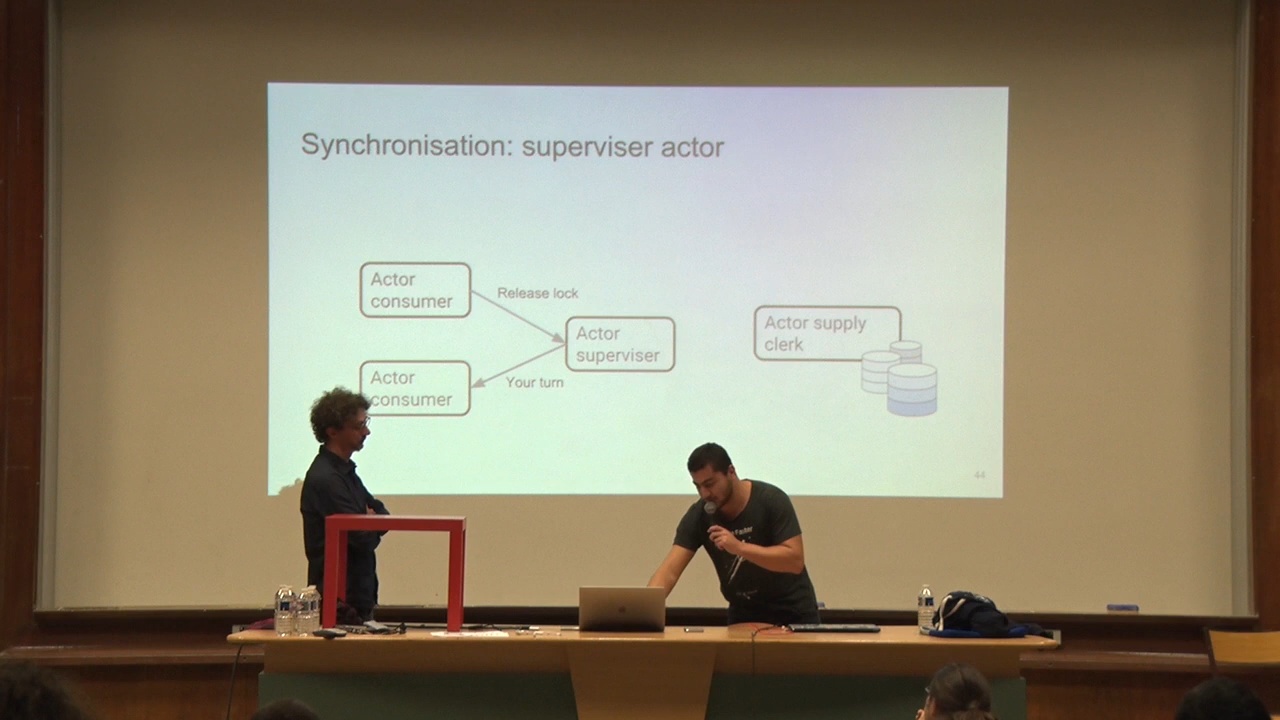 Synchronisation: superviser actor
Actor
consumer
Release lock
Actor
superviser
Actor supply
clerk
Actor
consumer
Your turn
44